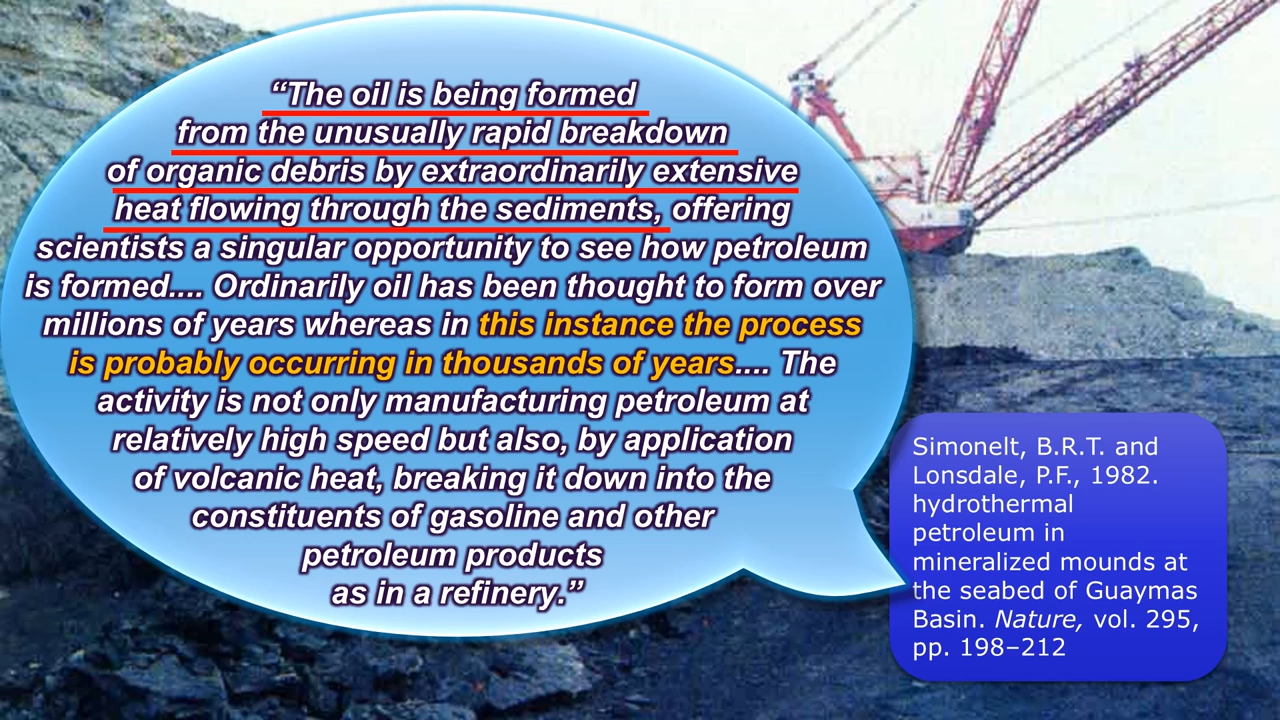 “The oil is being formed
from the unusually rapid breakdown
of organic debris by extraordinarily extensive
heat flowing through the sediments, offering
scientists a singular opportunity to see how petroleum
is formed.... Ordinarily oil has been thought to form over
millions of years whereas in this instance the process
is probably occurring in thousands of years.... The
activity is not only manufacturing petroleum at
relatively high speed but also, by application
of volcanic heat, breaking it down into the
constituents of gasoline and other
petroleum products
as in a refinery.”
Simonelt, B.R.T. and
Lonsdale, P.F., 1982.
hydrothermal
petroleum in
mineralized mounds at
the seabed of Guaymas
Basin. Nature, vol. 295,
pp. 198–212